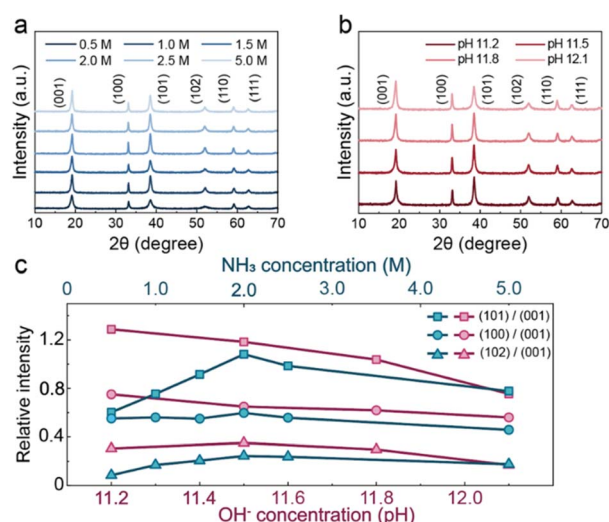 a
0.5 M 1.0 M 1.5 M
2.0 M 2.5 M 5.0 M
(001) (100) (101) (102) (110) (111)
Intensity (a.u.)
10 20 30 40 50 60 70
2θ (degree)
b
pH 11.2 pH 11.5
pH 11.8 pH 12.1
(001) (100) (101) (102) (110) (111)
Intensity (a.u.)
10 20 30 40 50 60 70
2θ (degree)
c
NH₃ concentration (M)
0 1.0 2.0 3.0 4.0 5.0
(101) / (001)
(100) / (001)
(102) / (001)
Relative intensity
1.2
0.8
0.4
0
11.2 11.4 11.6 11.8 12.0
OH⁻ concentration (pH)